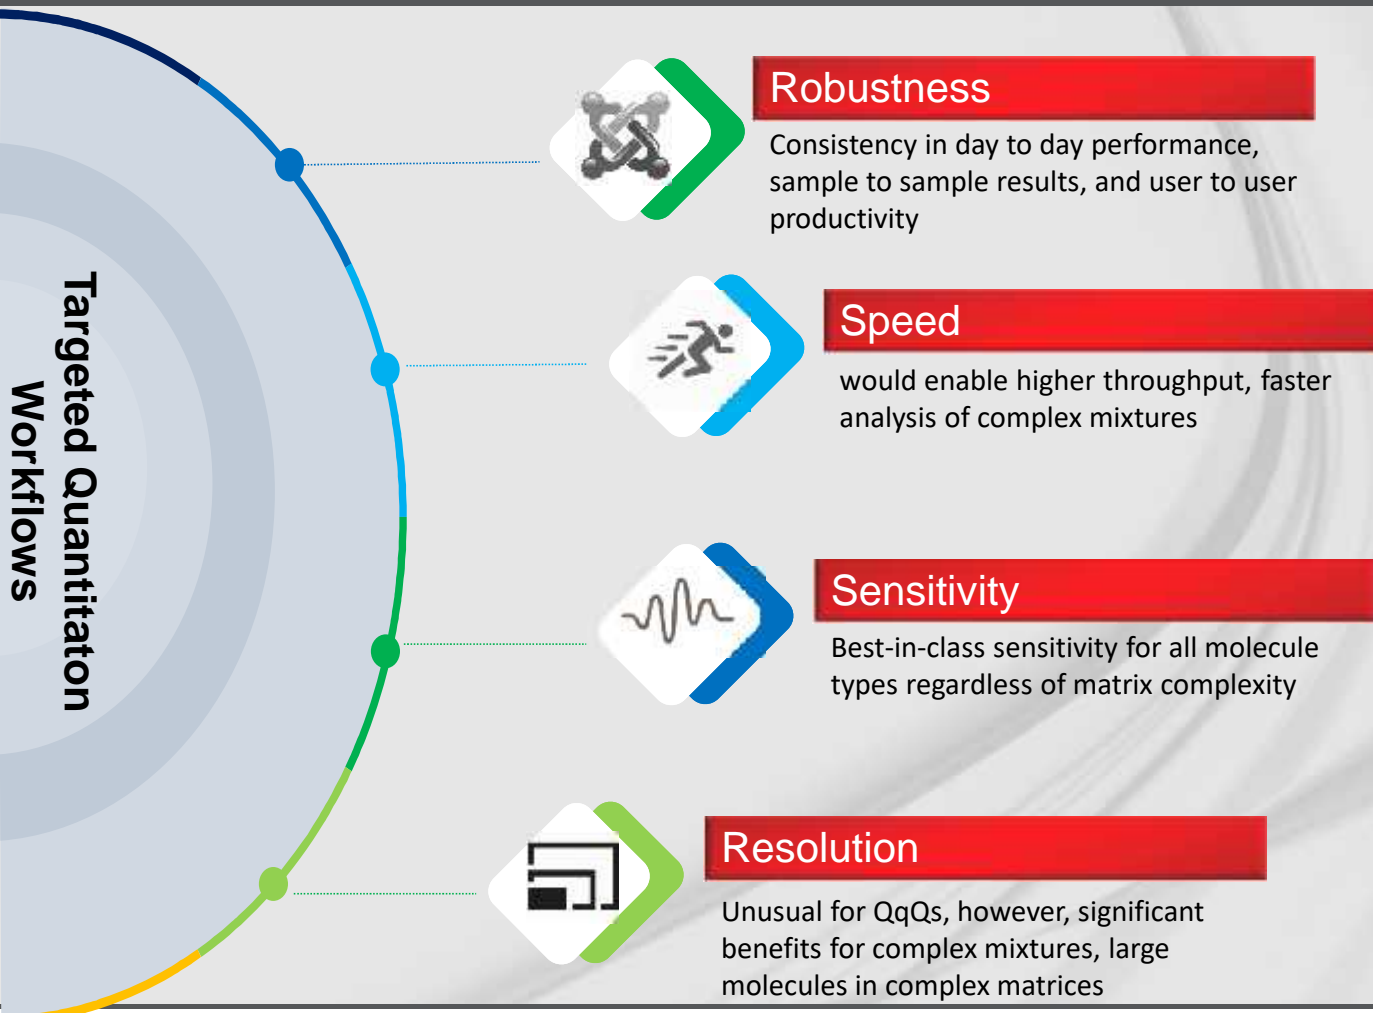 Targeted Quantitaton
Workflows
Robustness
Consistency in day to day performance,
sample to sample results, and user to user
productivity
Speed
would enable higher throughput, faster
analysis of complex mixtures
Sensitivity
Best-in-class sensitivity for all molecule
types regardless of matrix complexity
Resolution
Unusual for QqQs, however, significant
benefits for complex mixtures, large
molecules in complex matrices